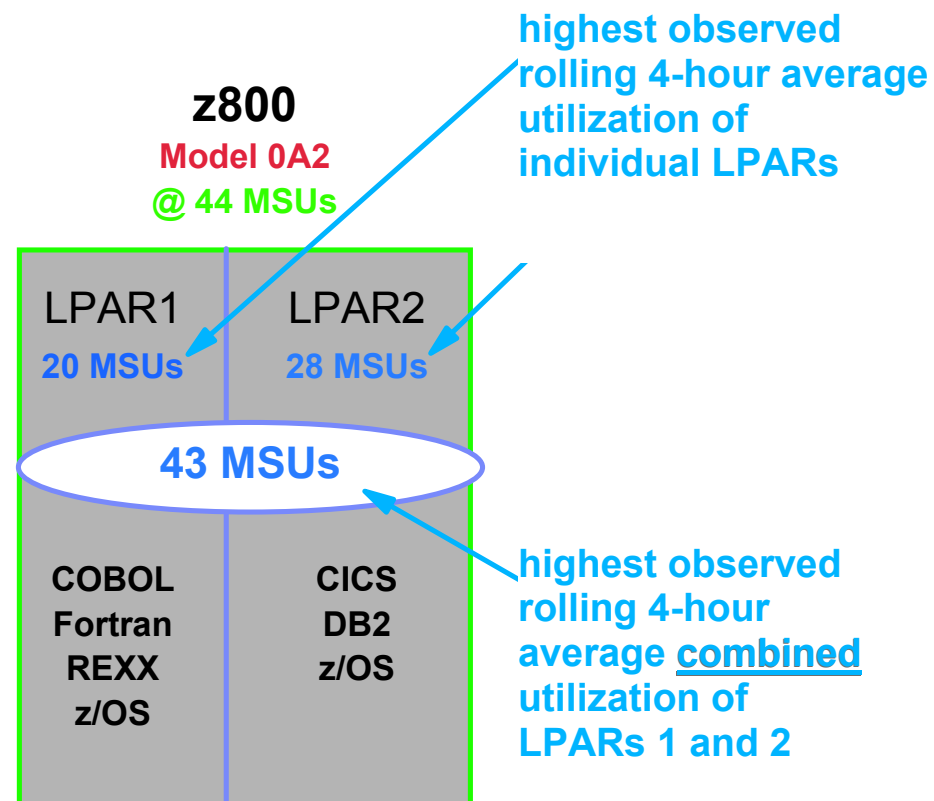 highest observed
rolling 4-hour average
utilization of
individual LPARs
z800
Model 0A2
@ 44 MSUs
LPAR1
20 MSUs
LPAR2
28 MSUs
43 MSUs
COBOL
Fortran
REXX
z/OS
CICS
DB2
z/OS
highest observed
rolling 4-hour
average combined
utilization of
LPARs 1 and 2